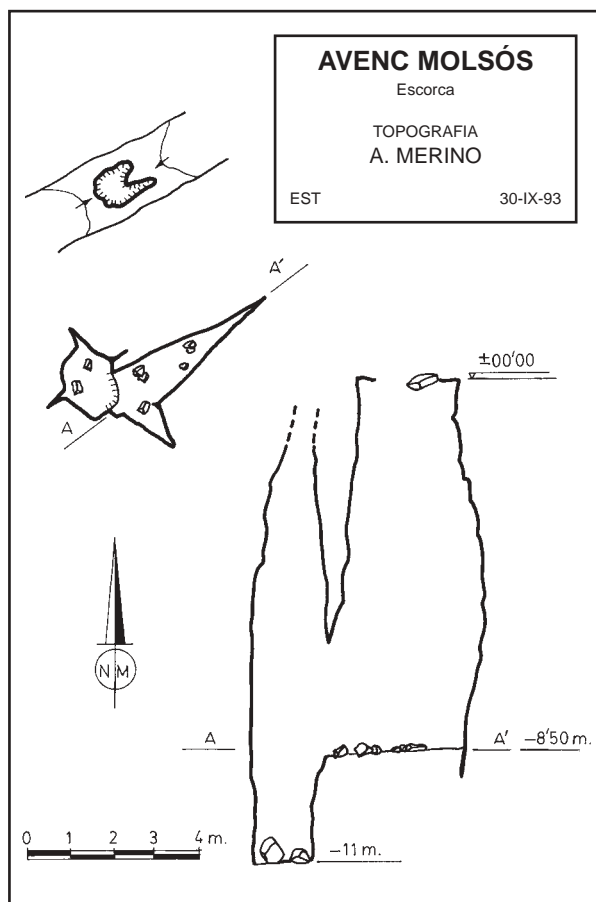 AVENC MOLSÓS
Escorca
TOPOGRAFIA
A. MERINO
EST 30-IX-93
A'
±00'00
A
N M
A A' -8'50 m.
0 1 2 3 4 m.
-11 m.